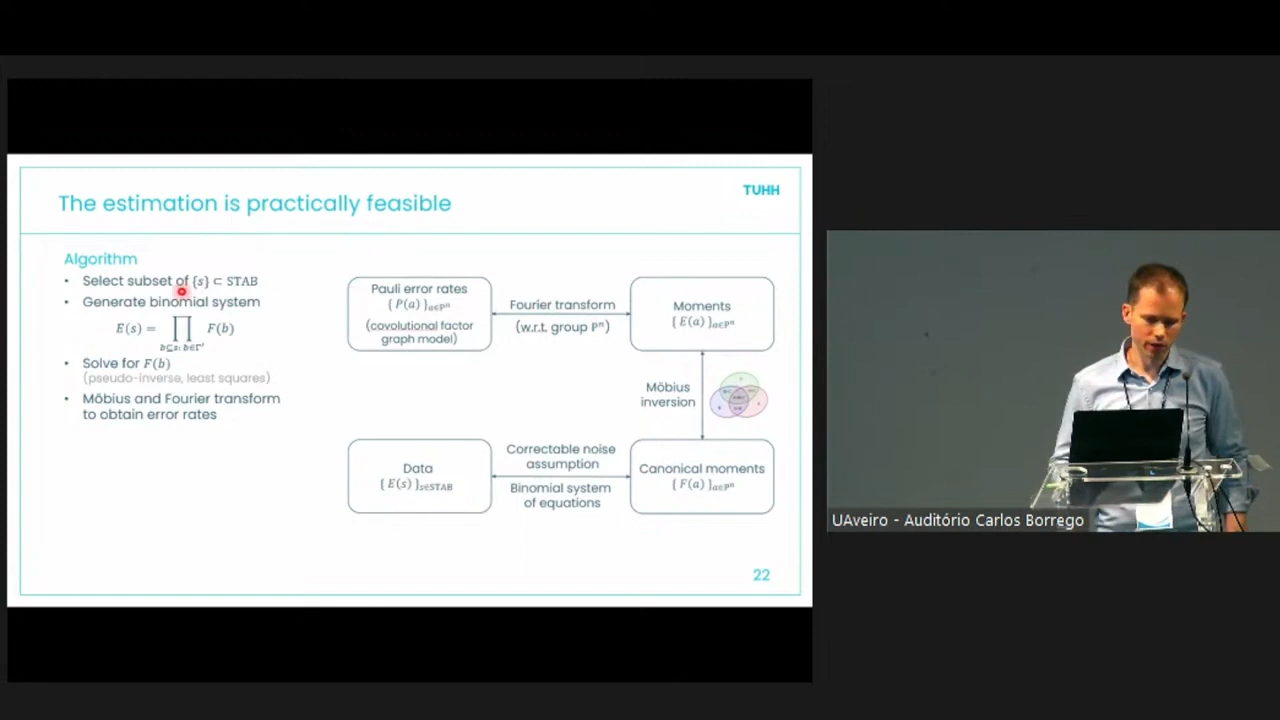 The estimation is practically feasible
TUHH
Algorithm
• Select subset of {s} ⊂ STAB
• Generate binomial system
E(s) = ∏ F(b)
b⊆s: b∈Γ'
• Solve for F(b)
(pseudo-inverse, least squares)
• Möbius and Fourier transform
to obtain error rates
Pauli error rates
{ P(a) }a∈Pⁿ
(covolutional factor
graph model)
Fourier transform
(w.r.t. group Pⁿ)
Moments
{ E(a) }a∈Pⁿ
Möbius
inversion
Data
{ E(s) }s∈STAB
Correctable noise
assumption
Binomial system
of equations
Canonical moments
{ F(a) }a∈Pⁿ
22
UAveiro - Auditório Carlos Borrego